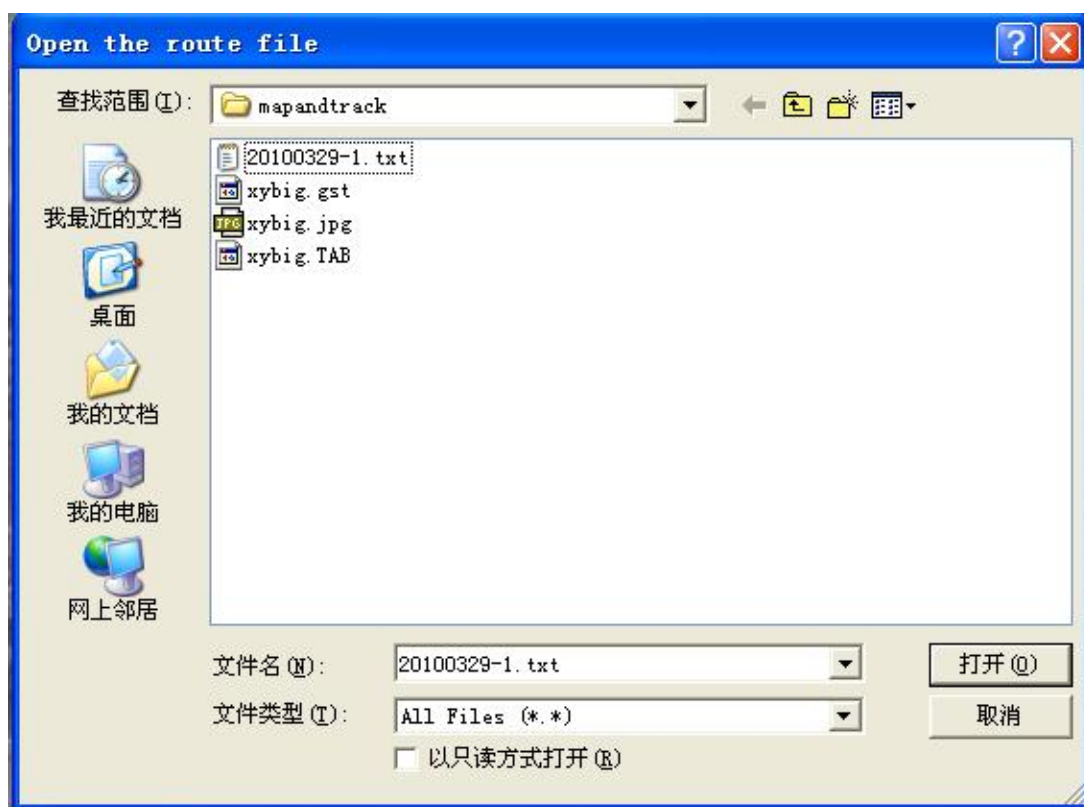 Open the route file
查找范围(I): mapandtrack
20100329-1.txt
xybig.gst
JPG xybig.jpg
xybig.TAB
我最近的文档
桌面
我的文档
我的电脑
网上邻居
文件名(N): 20100329-1.txt 打开(O)
文件类型(T): All Files (*.*) 取消
以只读方式打开(R)